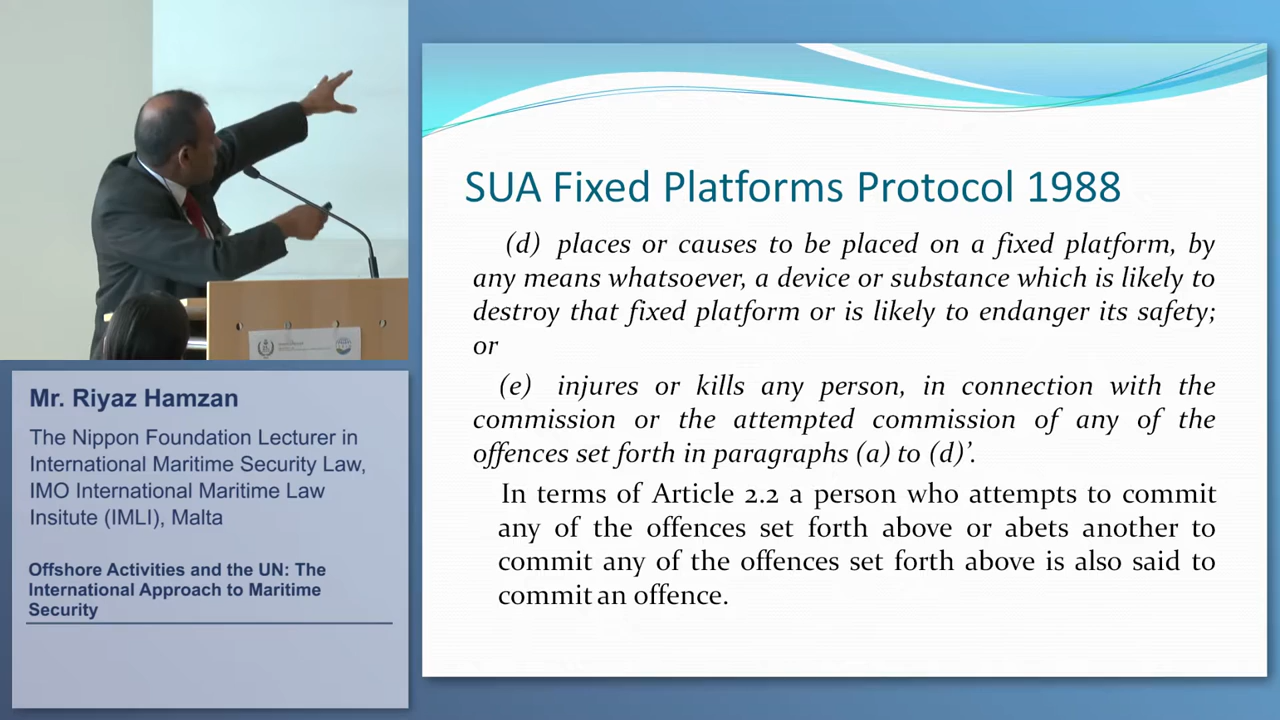 Mr. Riyaz Hamzan
The Nippon Foundation Lecturer in
International Maritime Security Law,
IMO International Maritime Law
Insitute (IMLI), Malta
Offshore Activities and the UN: The
International Approach to Maritime
Security
SUA Fixed Platforms Protocol 1988
(d) places or causes to be placed on a fixed platform, by
any means whatsoever, a device or substance which is likely to
destroy that fixed platform or is likely to endanger its safety;
or
(e) injures or kills any person, in connection with the
commission or the attempted commission of any of the
offences set forth in paragraphs (a) to (d)’.
In terms of Article 2.2 a person who attempts to commit
any of the offences set forth above or abets another to
commit any of the offences set forth above is also said to
commit an offence.